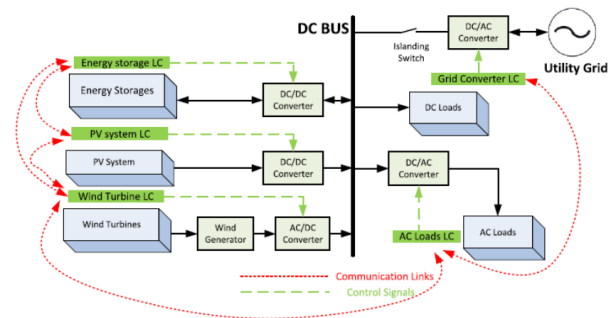 DC BUS
DC/AC
Converter
Islanding
Switch
Utility Grid
Energy storage LC
Grid Converter LC
Energy Storages
DC/DC
Converter
DC Loads
PV system LC
PV System
DC/DC
Converter
DC/AC
Converter
Wind Turbine LC
Wind Turbines
Wind
Generator
AC/DC
Converter
AC Loads LC
AC Loads
Communication Links
Control Signals